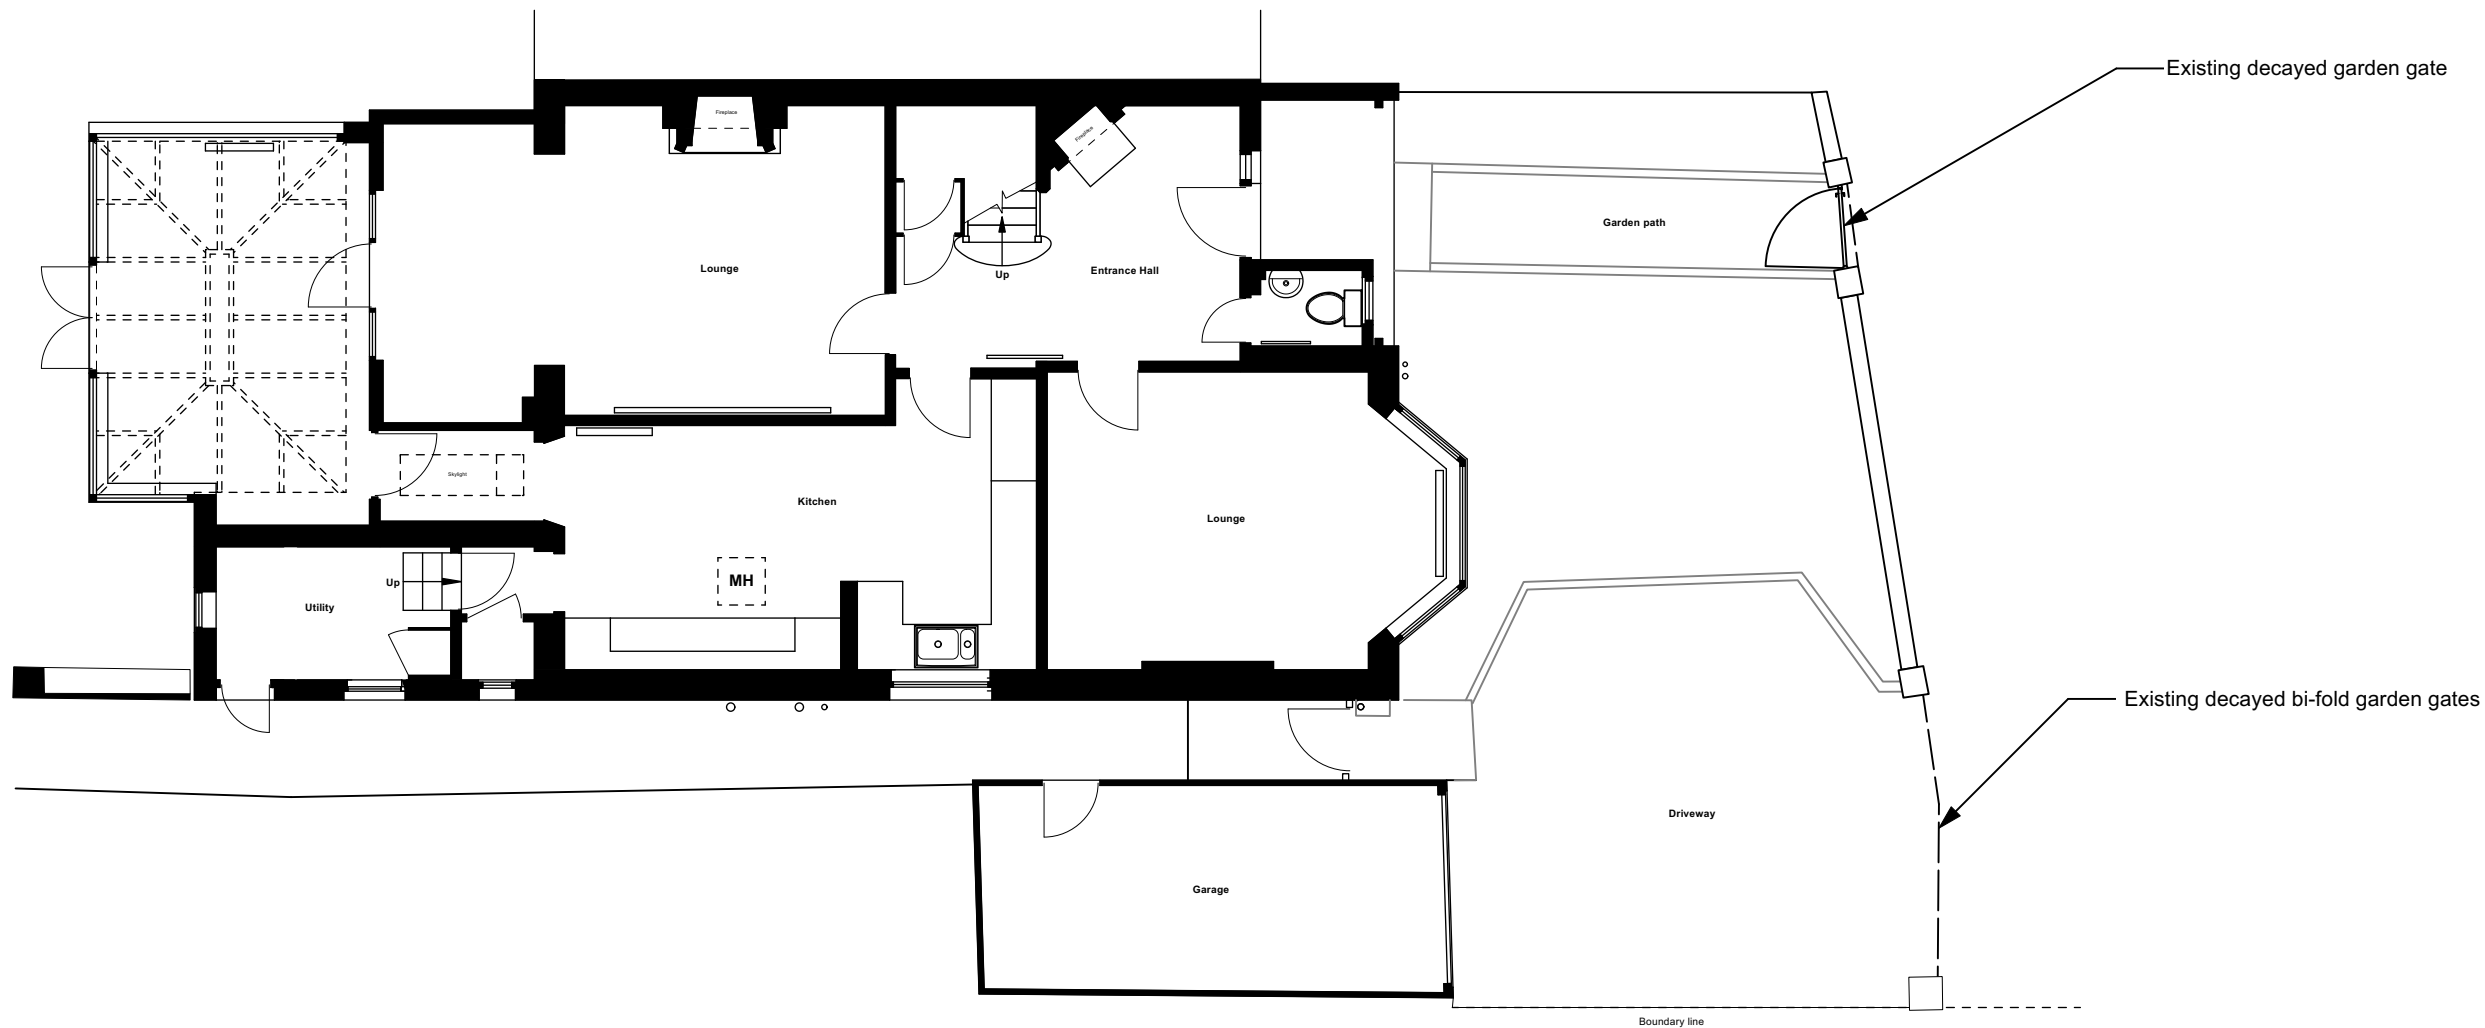 Existing decayed garden gate
Fireplace
Fireplace
Garden path
Lounge
Entrance Hall
Up
Skylight
Kitchen
Lounge
MH
Up
Utility
Existing decayed bi-fold garden gates
Driveway
Garage
Boundary line